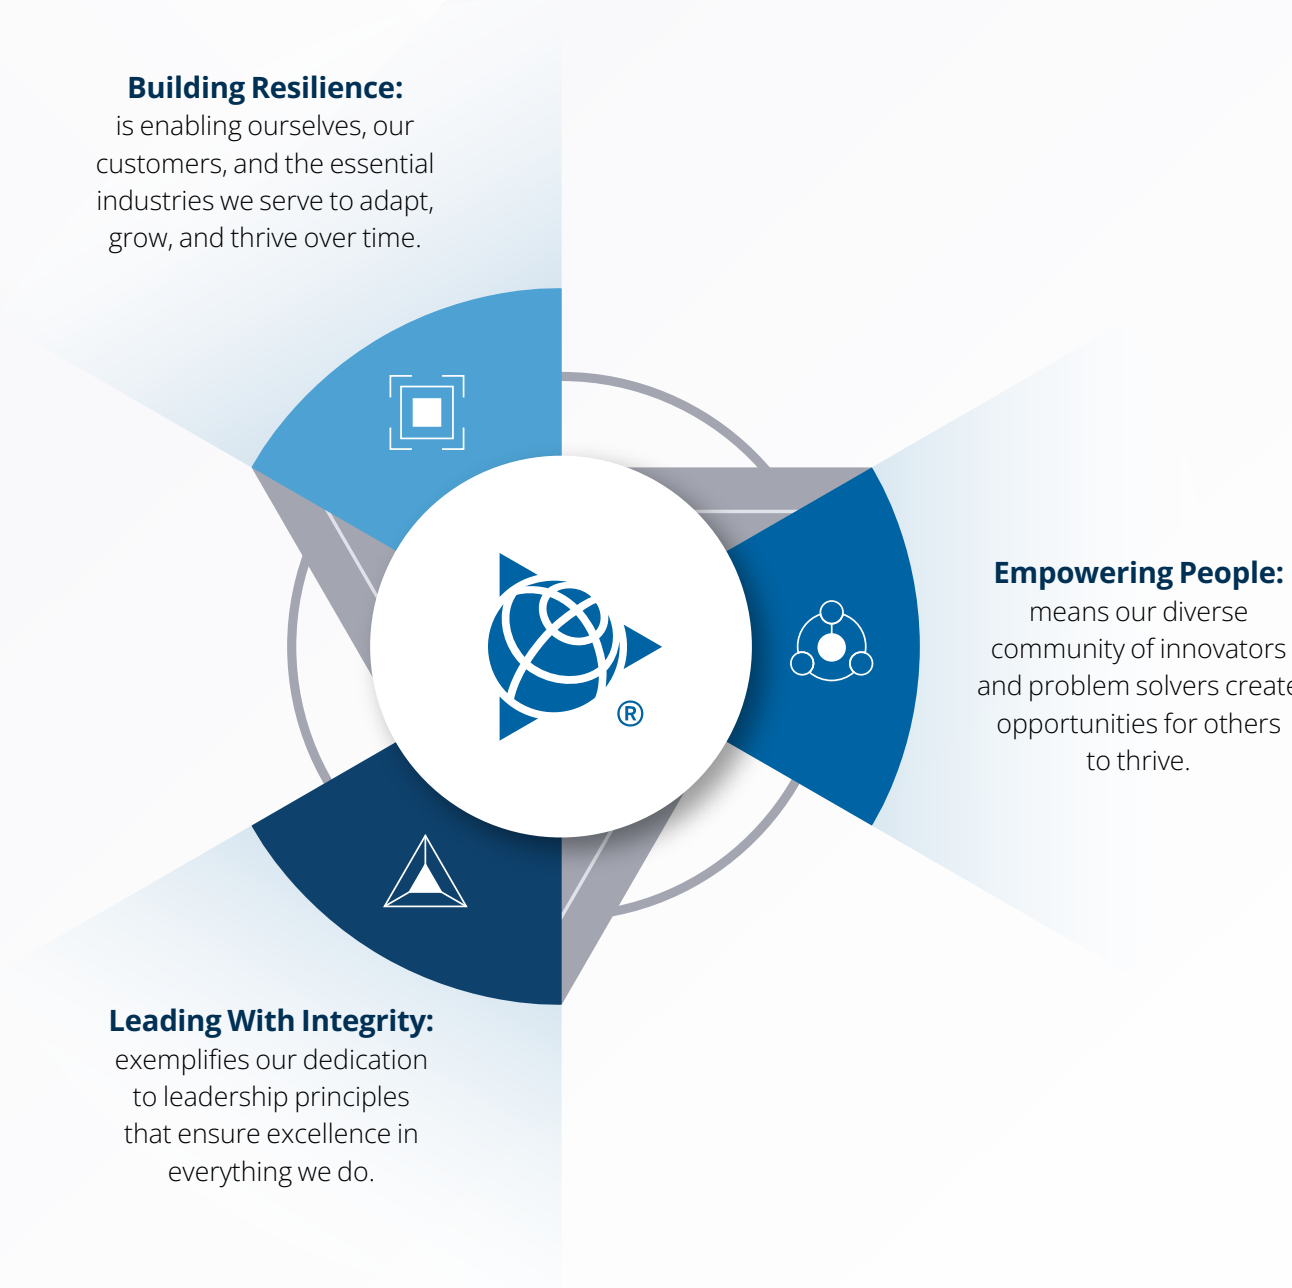 Building Resilience:
is enabling ourselves, our
customers, and the essential
industries we serve to adapt,
grow, and thrive over time.
Empowering People:
means our diverse
community of innovators
and problem solvers create
opportunities for others
to thrive.
®
Leading With Integrity:
exemplifies our dedication
to leadership principles
that ensure excellence in
everything we do.